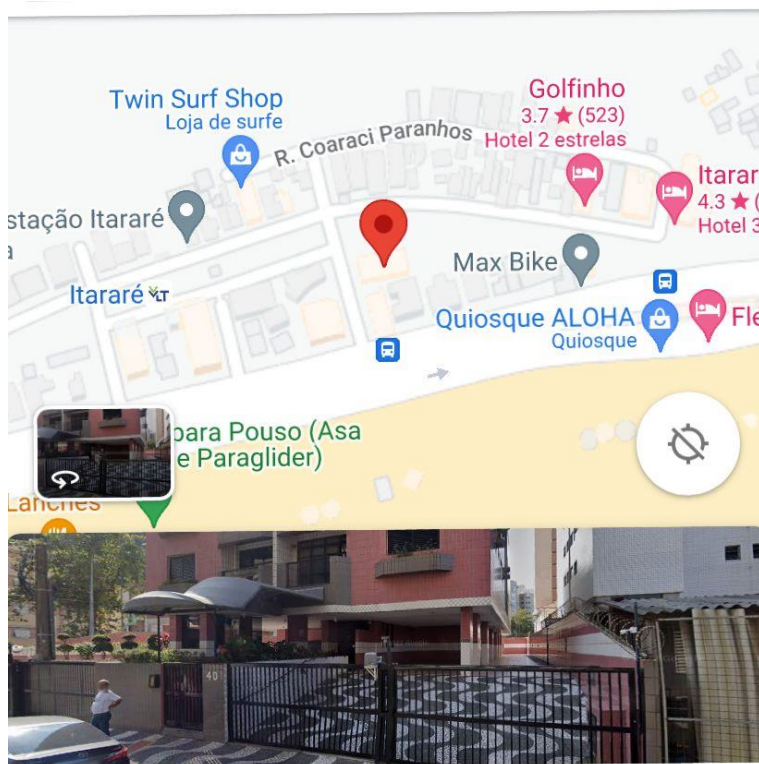 Twin Surf Shop
Loja de surfe
Golfinho
3.7 ★ (523)
Hotel 2 estrelas
R. Coaraci Paranhos
Itarar
4.3 ★ (
Hotel 3
stação Itararé
a
Max Bike
Itararé VLT
Quiosque ALOHA
Quiosque
Fle
para Pouso (Asa
e Paraglider)
Lanches
40